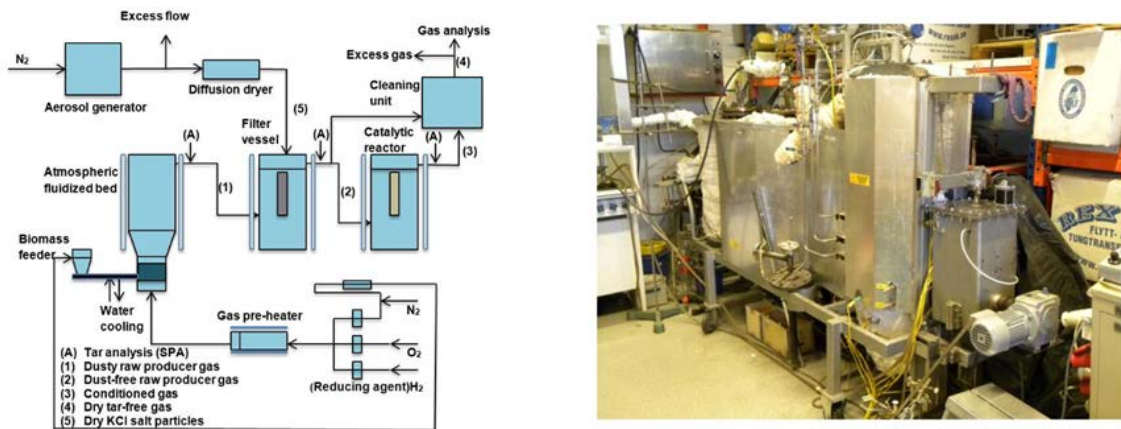 Excess flow
Gas analysis
N₂
Excess gas
(4)
Aerosol generator
Diffusion dryer
Cleaning
unit
(5)
(A)
Filter
vessel
(A)
Catalytic
reactor
(A)
(3)
Atmospheric
fluidized bed
(1)
(2)
Biomass
feeder
Water
cooling
Gas pre-heater
N₂
O₂
(Reducing agent)H₂
(A) Tar analysis (SPA)
(1) Dusty raw producer gas
(2) Dust-free raw producer gas
(3) Conditioned gas
(4) Dry tar-free gas
(5) Dry KCl salt particles
REX
FLYTT-
TUNGTRANSP